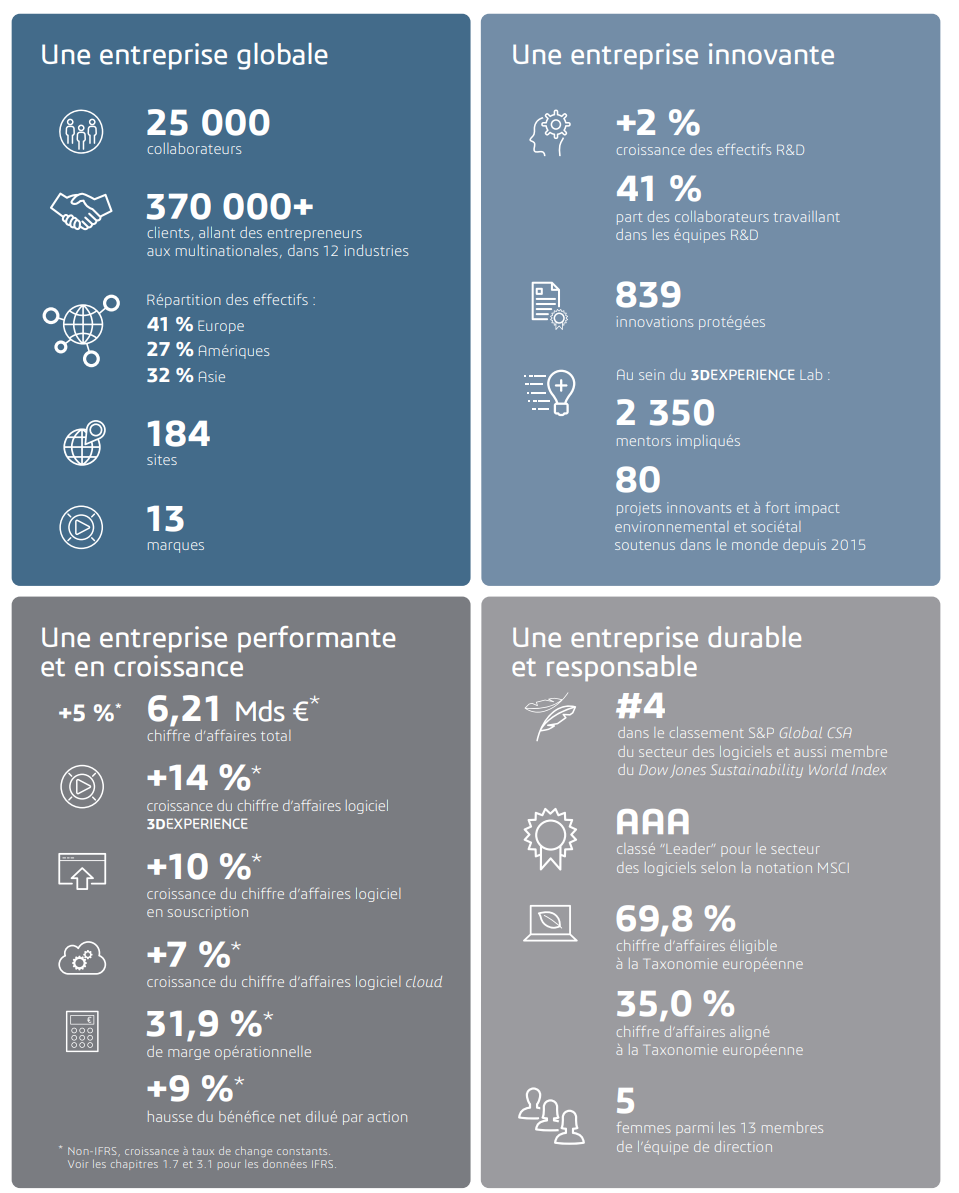 Une entreprise globale
25 000
collaborateurs
370 000+
clients, allant des entrepreneurs
aux multinationales, dans 12 industries
Répartition des effectifs :
41 % Europe
27 % Amériques
32 % Asie
184
sites
13
marques
Une entreprise innovante
+2 %
croissance des effectifs R&D
41 %
part des collaborateurs travaillant
dans les équipes R&D
839
innovations protégées
Au sein du 3DEXPERIENCE Lab :
2 350
mentors impliqués
80
projets innovants et à fort impact
environnemental et sociétal
soutenus dans le monde depuis 2015
Une entreprise performante
et en croissance
+5 %* 6,21 Mds €*
chiffre d'affaires total
+14 %*
croissance du chiffre d'affaires logiciel
3DEXPERIENCE
+10 %*
croissance du chiffre d'affaires logiciel
en souscription
+7 %*
croissance du chiffre d'affaires logiciel cloud
€
31,9 %*
de marge opérationnelle
+9 %*
hausse du bénéfice net dilué par action
* Non-IFRS, croissance à taux de change constants.
Voir les chapitres 1.7 et 3.1 pour les données IFRS.
Une entreprise durable
et responsable
#4
dans le classement S&P Global CSA
du secteur des logiciels et aussi membre
du Dow Jones Sustainability World Index
AAA
classé “Leader” pour le secteur
des logiciels selon la notation MSCI
69,8 %
chiffre d'affaires éligible
à la Taxonomie européenne
35,0 %
chiffre d'affaires aligné
à la Taxonomie européenne
5
femmes parmi les 13 membres
de l'équipe de direction